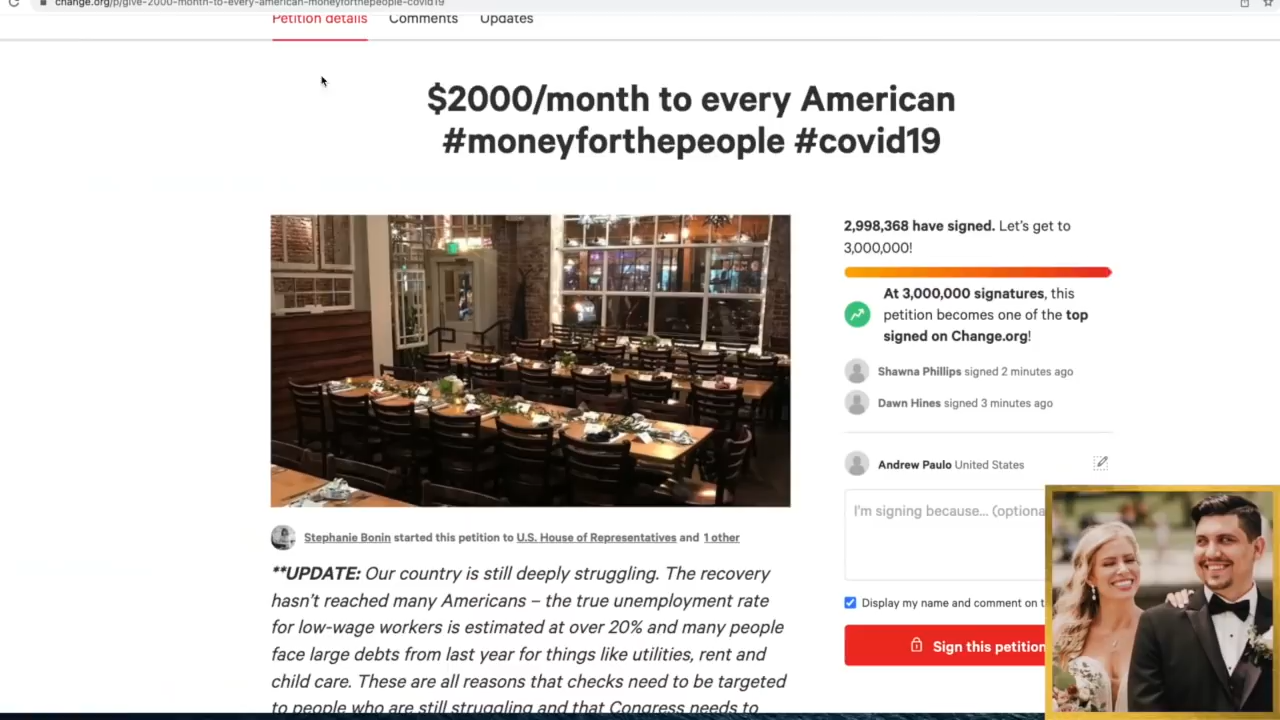 change.org/p/give-2000-month-to-every-american-moneyforthepeople-covid19
Petition details
Comments
Updates
$2000/month to every American
#moneyforthepeople #covid19
2,998,368 have signed. Let's get to
3,000,000!
At 3,000,000 signatures, this
petition becomes one of the top
signed on Change.org!
Shawna Phillips signed 2 minutes ago
Dawn Hines signed 3 minutes ago
Andrew Paulo United States
I'm signing because... (optiona
Display my name and comment on t
Sign this petition
Stephanie Bonin started this petition to U.S. House of Representatives and 1 other
**UPDATE: Our country is still deeply struggling. The recovery
hasn't reached many Americans – the true unemployment rate
for low-wage workers is estimated at over 20% and many people
face large debts from last year for things like utilities, rent and
child care. These are all reasons that checks need to be targeted
to people who are still struggling and that Congress needs to